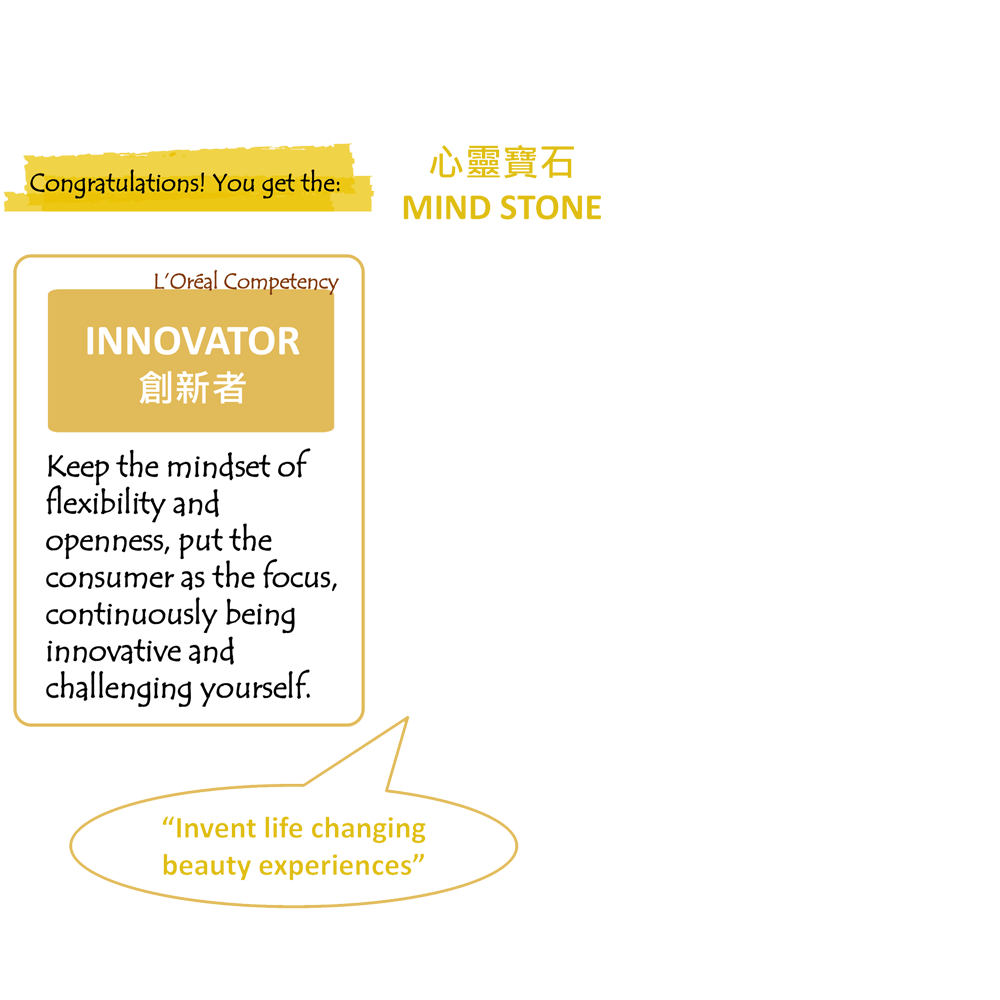 Congratulations! You get the:
心靈寶石
MIND STONE
L’Oréal Competency
INNOVATOR
創新者
Keep the mindset of
flexibility and
openness, put the
consumer as the focus,
continuously being
innovative and
challenging yourself.
“Invent life changing
beauty experiences”